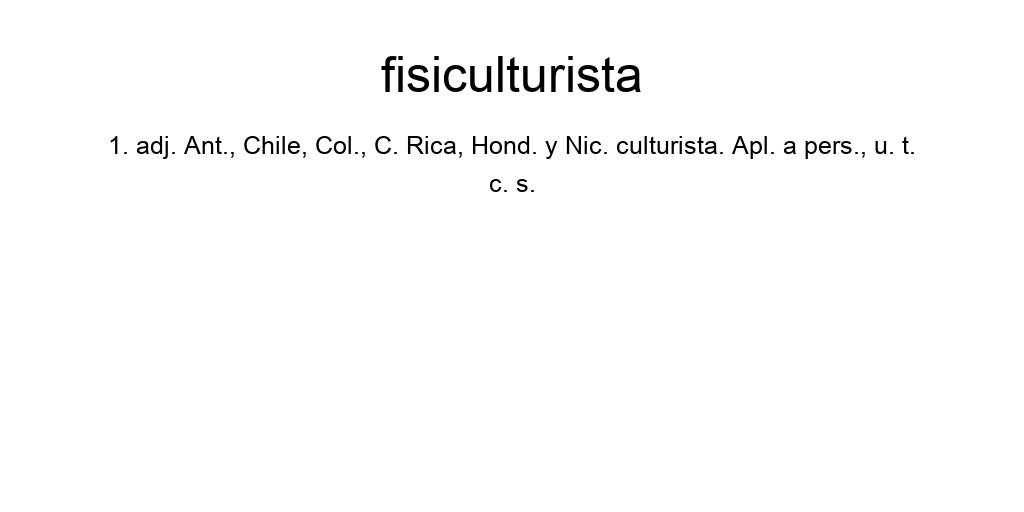 fisiculturista
1. adj. Ant., Chile, Col., C. Rica, Hond. y Nic. culturista. Apl. a pers., u. t.
c. s.